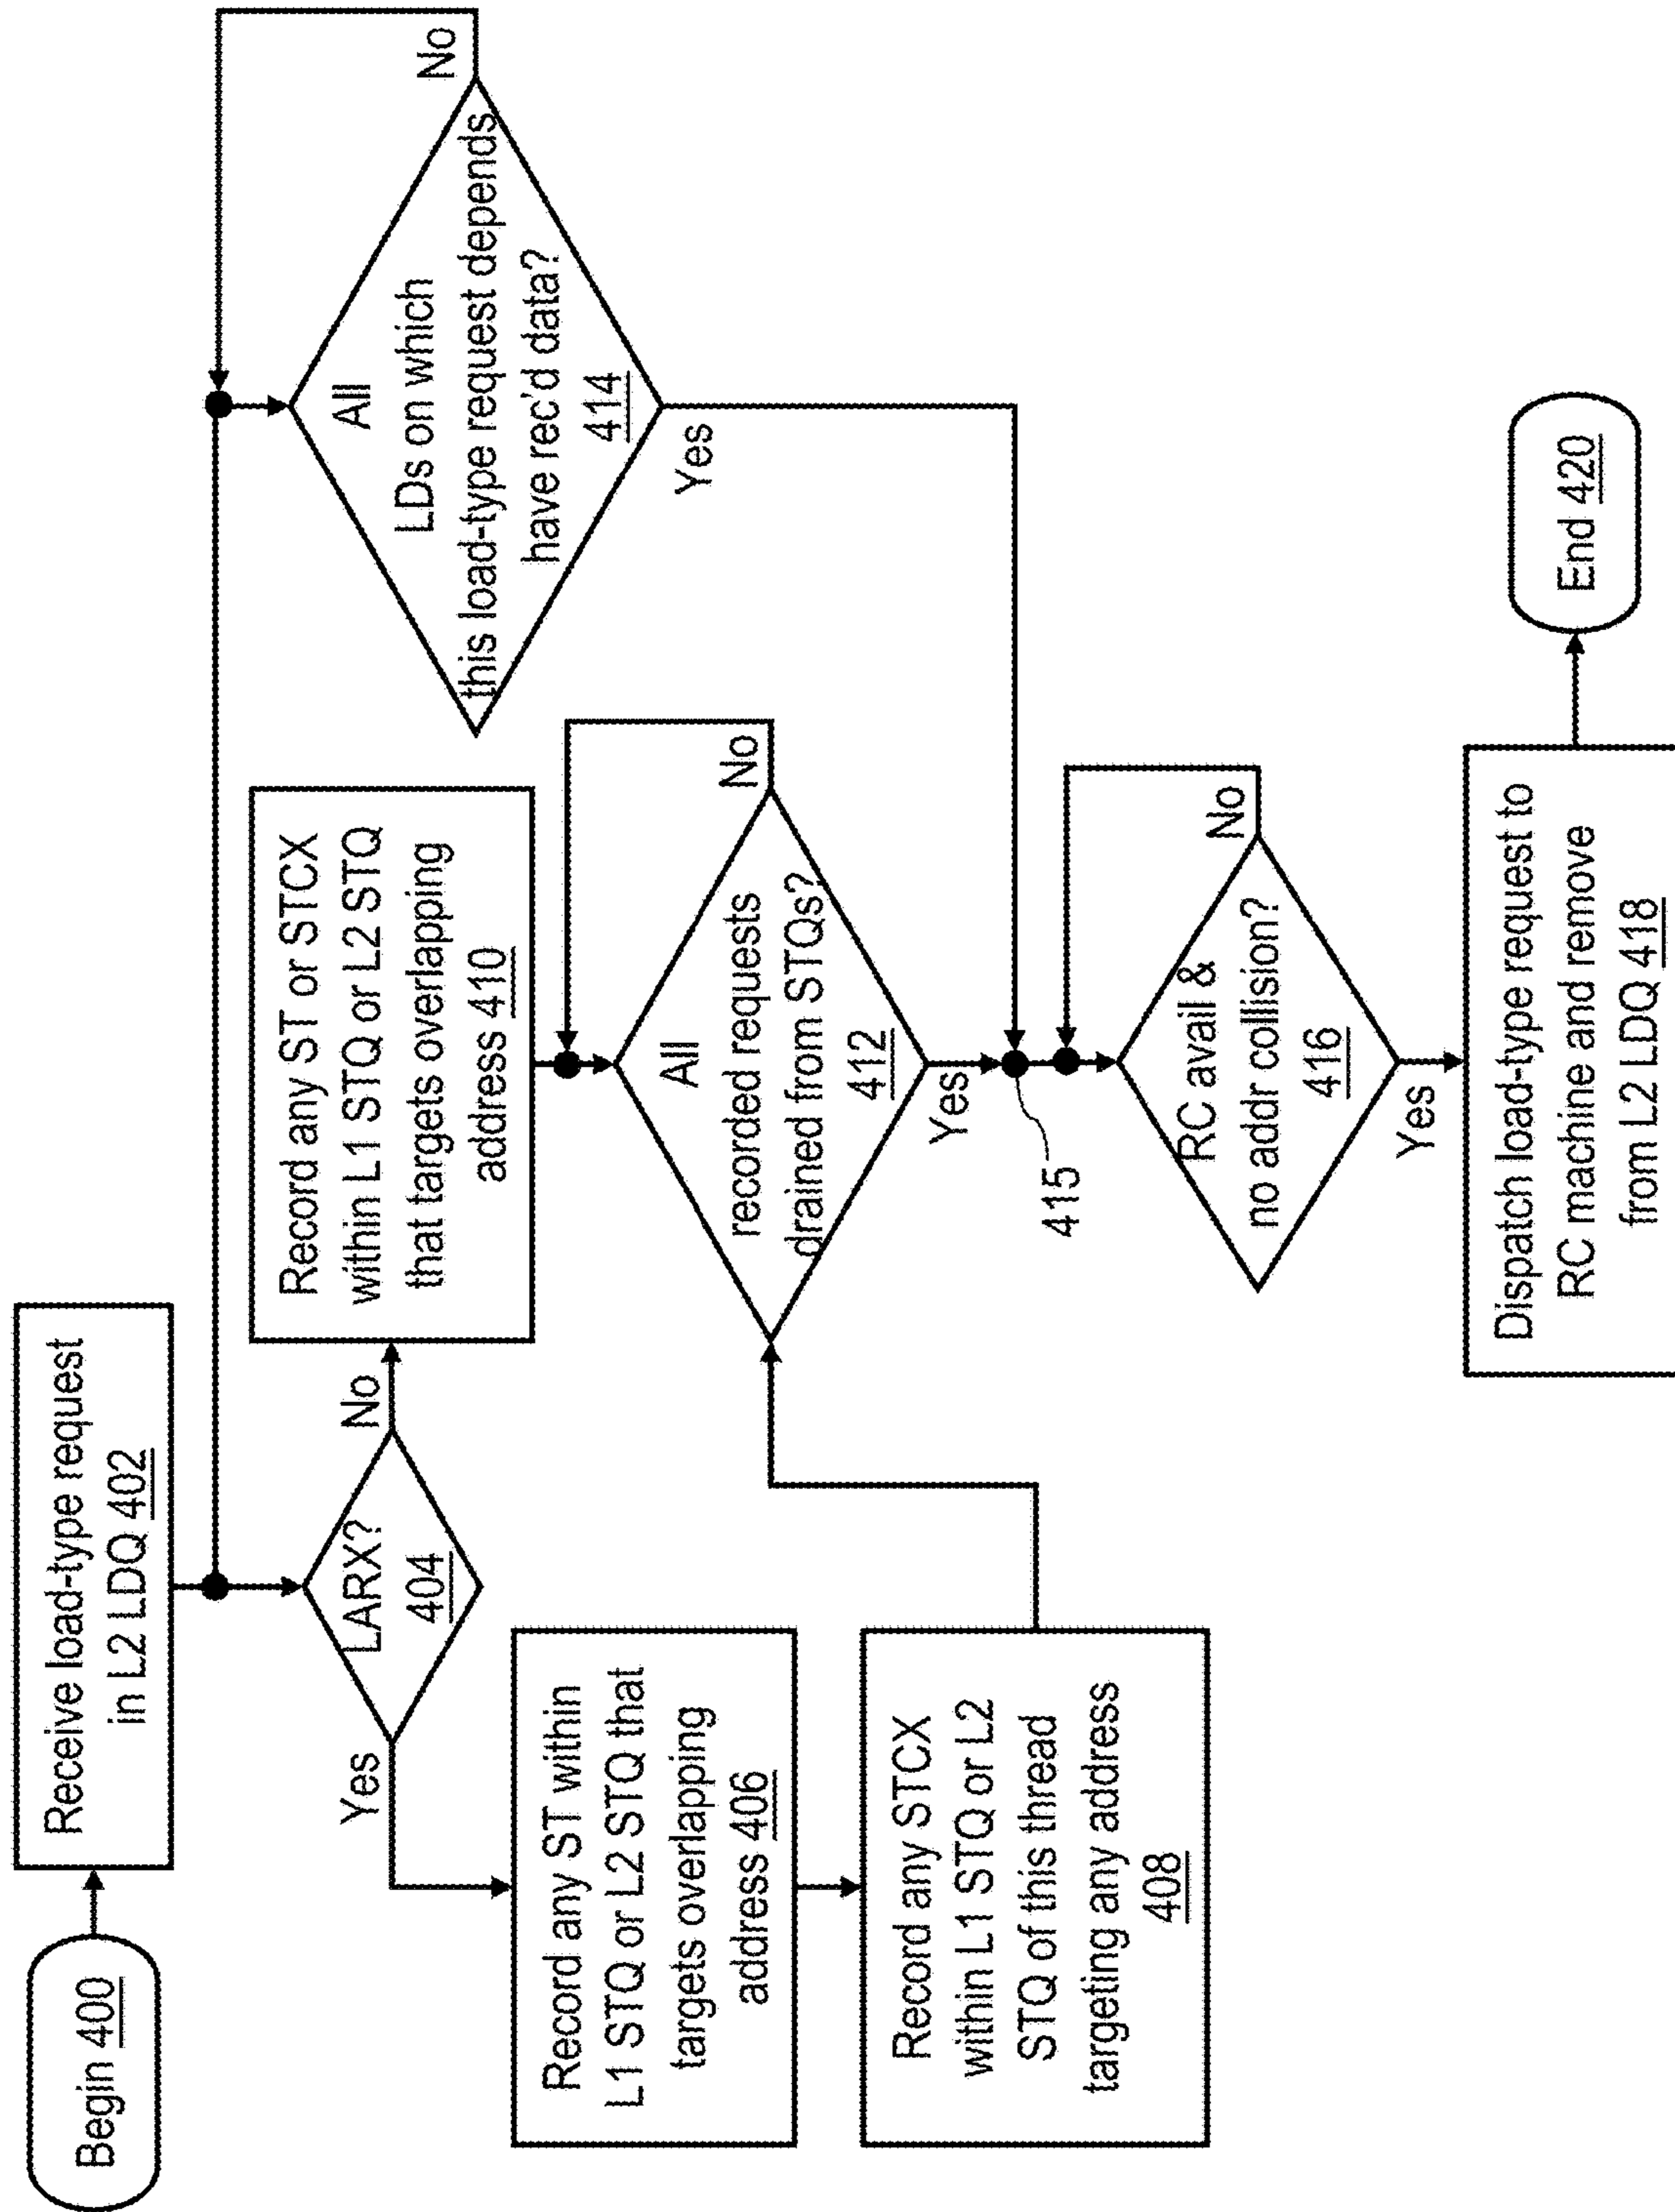 Begin 400
Receive load-type request
in L2 LDQ 402
LARX?
404
No
Yes
Record any ST within
L1 STQ or L2 STQ that
targets overlapping
address 406
Record any STCX
within L1 STQ or L2
STQ of this thread
targeting any address
408
Record any ST or STCX
within L1 STQ or L2 STQ
that targets overlapping
address 410
All
recorded requests
drained from STQs?
412
No
Yes
All
LDs on which
this load-type request depends
have rec'd data?
414
No
Yes
415
RC avail &
no addr collision?
416
No
Yes
Dispatch load-type request to
RC machine and remove
from L2 LDQ 418
End 420